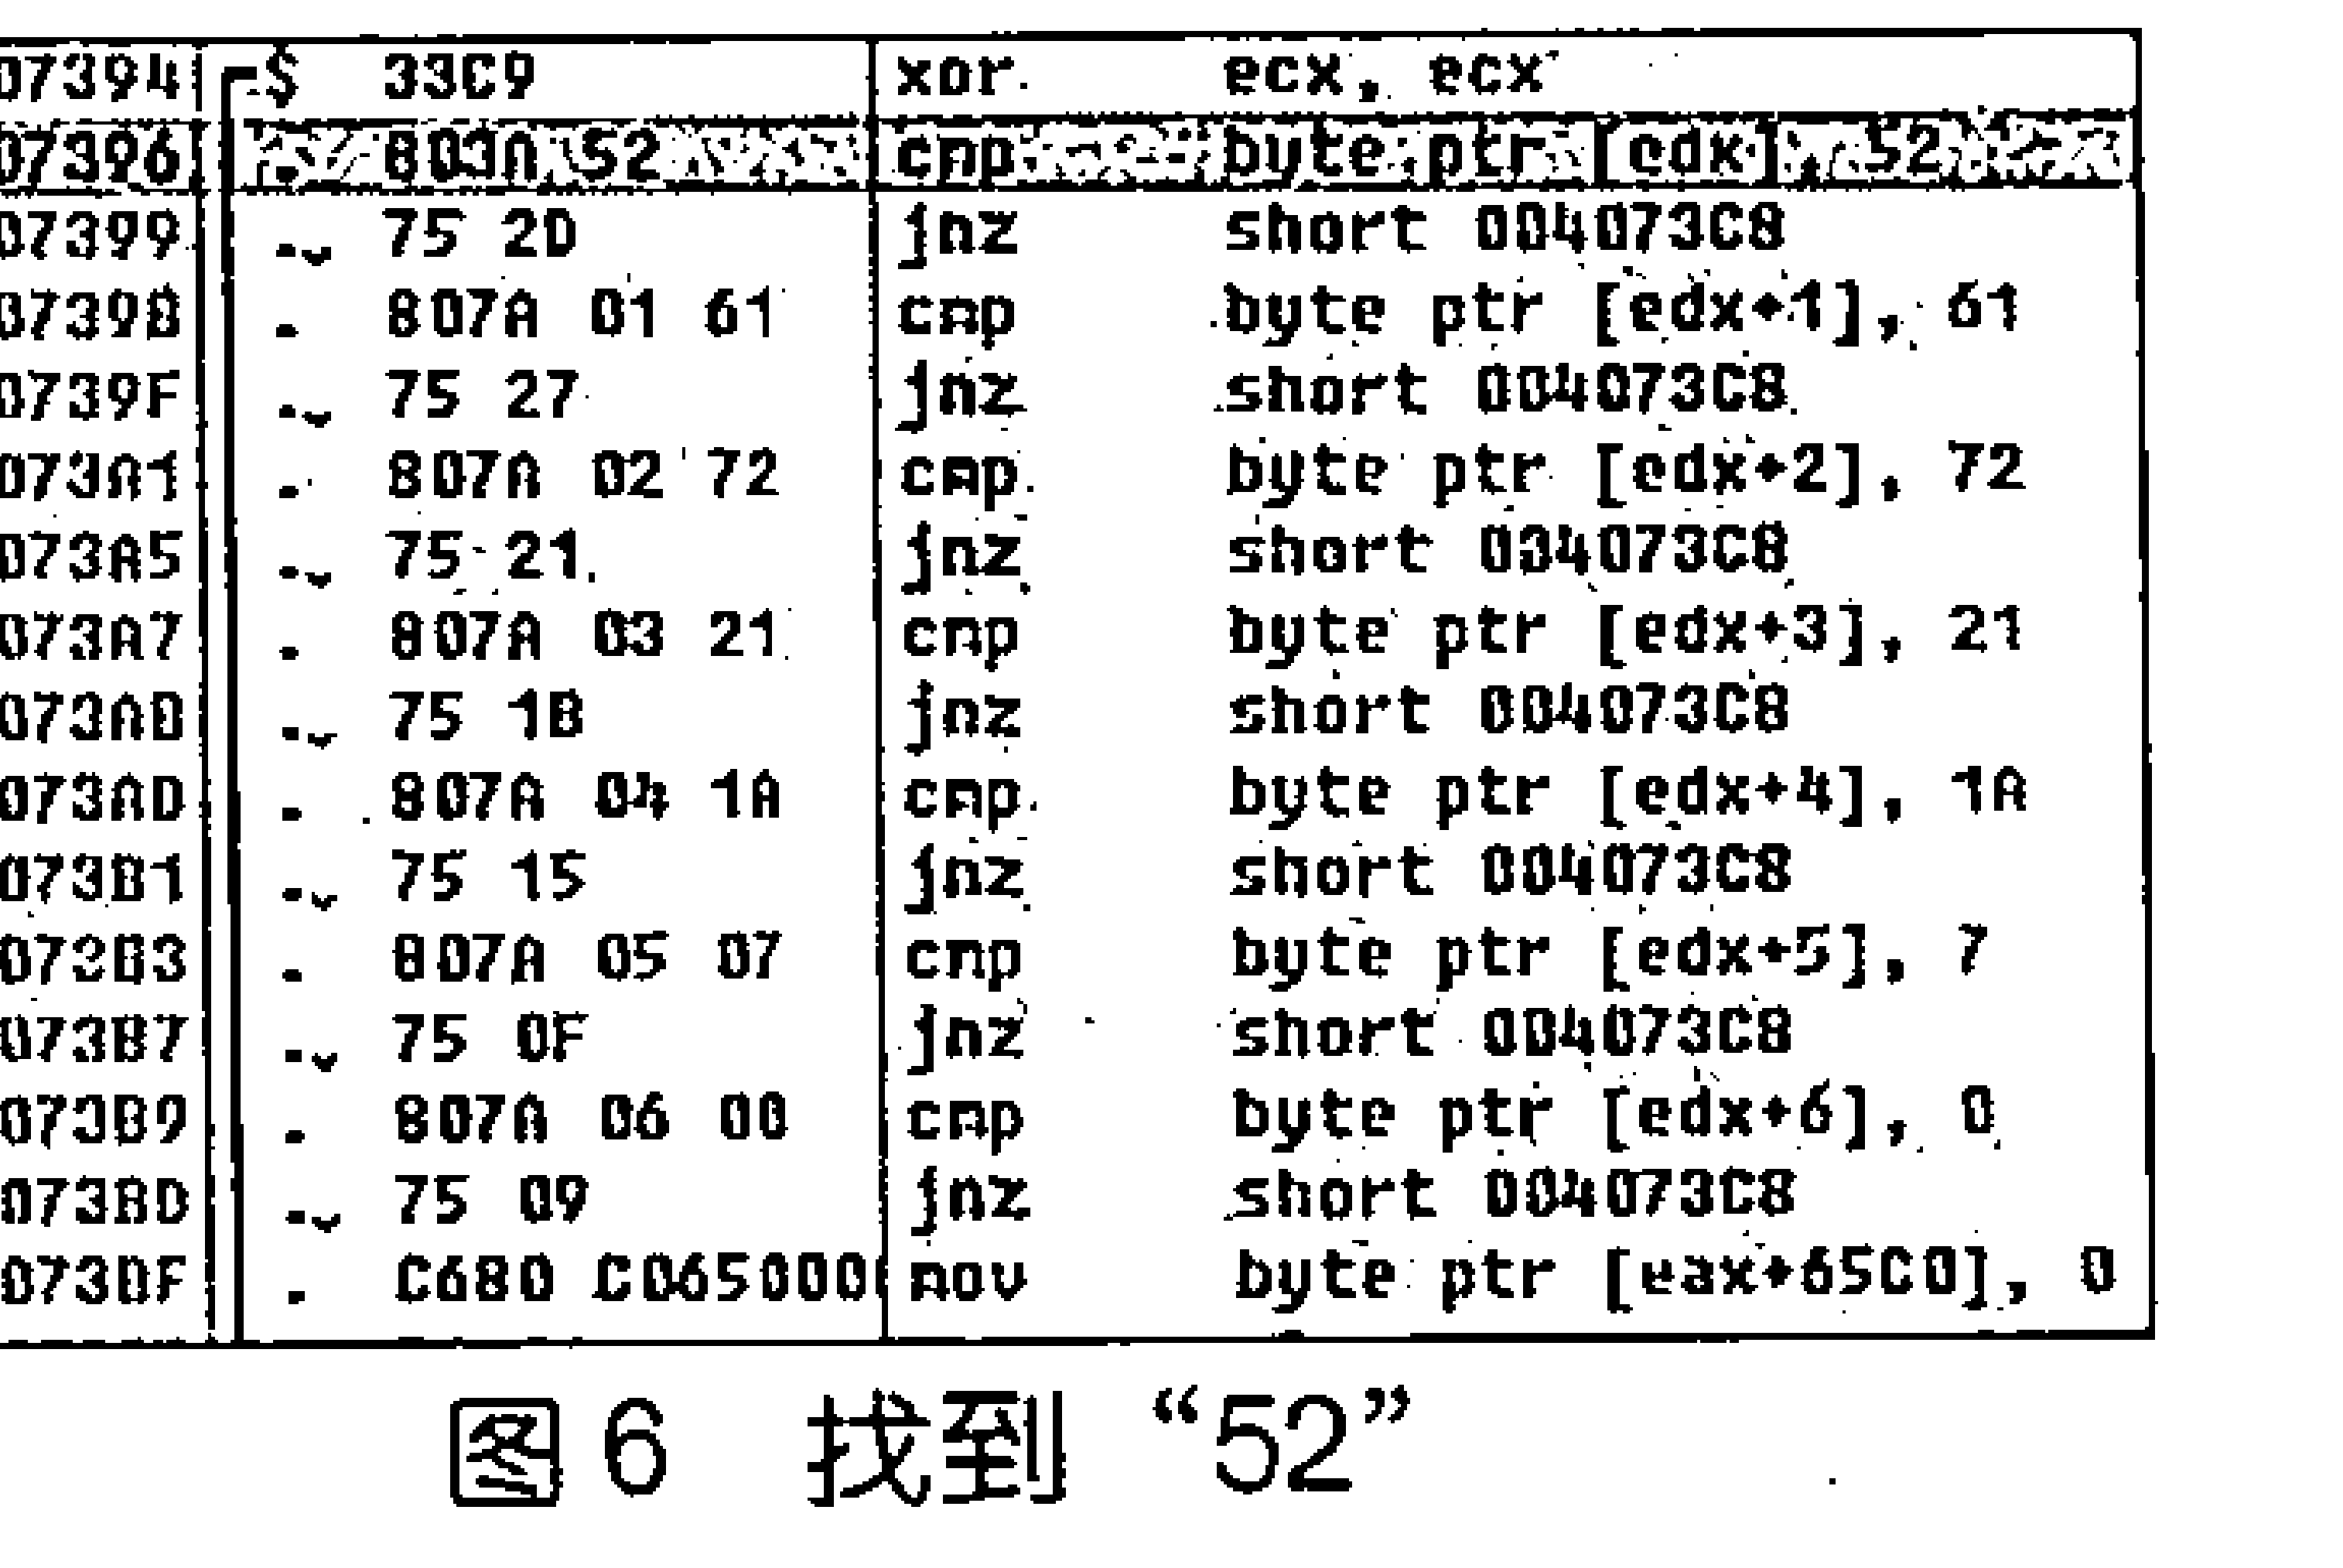 07394 $ 33C9 xor ecx, ecx
07396 . 803A 52 cmp byte ptr [edx], 52
07399 . 75 2D jnz short 004073C8
0739B . 807A 01 61 cmp byte ptr [edx+1], 61
0739F . 75 27 jnz short 004073C8
073A1 . 807A 02 72 cmp byte ptr [edx+2], 72
073A5 . 75 21 jnz short 004073C8
073A7 . 807A 03 21 cmp byte ptr [edx+3], 21
073AB . 75 1B jnz short 004073C8
073AD . 807A 04 1A cmp byte ptr [edx+4], 1A
073B1 . 75 15 jnz short 004073C8
073B3 . 807A 05 07 cmp byte ptr [edx+5], 7
073B7 . 75 0F jnz short 004073C8
073B9 . 807A 06 00 cmp byte ptr [edx+6], 0
073BD . 75 09 jnz short 004073C8
073BF . C680 C065000 mov byte ptr [eax+65C0], 0
图6 找到 “52”